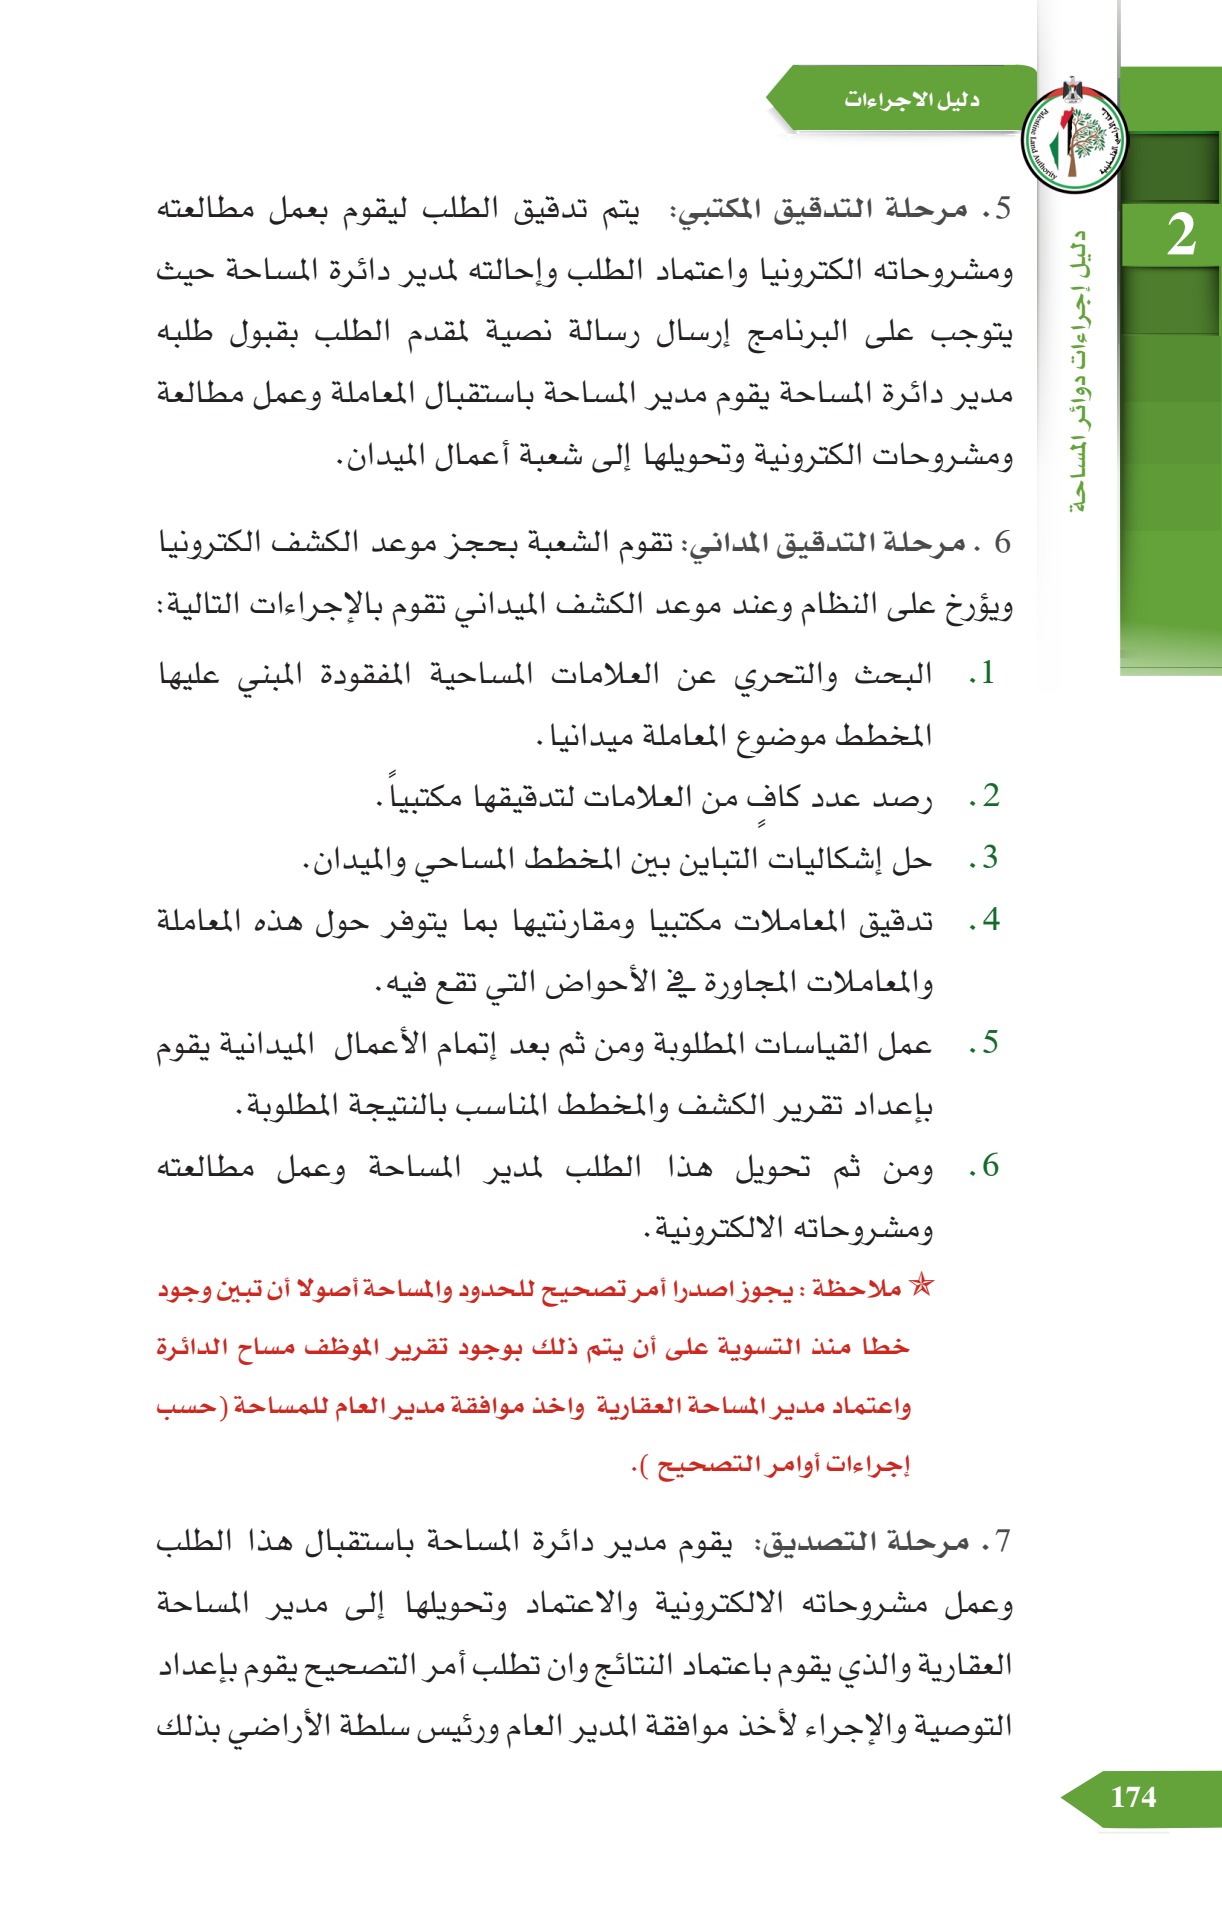 دليل الاجراءات
Palestine Land Authority
2
دليل إجراءات دوائر المساحة
5. مرحلة التدقيق المكتبي: يتم تدقيق الطلب ليقوم بعمل مطالعته
ومشروحاته الكترونيا واعتماد الطلب وإحالته لمدير دائرة المساحة حيث
يتوجب على البرنامج إرسال رسالة نصية لمقدم الطلب بقبول طلبه
مدير دائرة المساحة يقوم مدير المساحة باستقبال المعاملة وعمل مطالعة
ومشروحات الكترونية وتحويلها إلى شعبة أعمال الميدان.
6 . مرحلة التدقيق المداني: تقوم الشعبة بحجز موعد الكشف الكترونيا
ويؤرخ على النظام وعند موعد الكشف الميداني تقوم بالإجراءات التالية:
1. البحث والتحري عن العلامات المساحية المفقودة المبني عليها
المخطط موضوع المعاملة ميدانيا.
2. رصد عدد كافٍ من العلامات لتدقيقها مكتبياً.
3. حل إشكاليات التباين بين المخطط المساحي والميدان.
4. تدقيق المعاملات مكتبيا ومقارنتيها بما يتوفر حول هذه المعاملة
والمعاملات المجاورة في الأحواض التي تقع فيه.
5. عمل القياسات المطلوبة ومن ثم بعد إتمام الأعمال الميدانية يقوم
بإعداد تقرير الكشف والمخطط المناسب بالنتيجة المطلوبة.
6. ومن ثم تحويل هذا الطلب لمدير المساحة وعمل مطالعته
ومشروحاته الالكترونية.
✯ ملاحظة : يجوز اصدرا أمر تصحيح للحدود والمساحة أصولا أن تبين وجود
خطا منذ التسوية على أن يتم ذلك بوجود تقرير الموظف مساح الدائرة
واعتماد مدير المساحة العقارية واخذ موافقة مدير العام للمساحة (حسب
إجراءات أوامر التصحيح ).
7. مرحلة التصديق: يقوم مدير دائرة المساحة باستقبال هذا الطلب
وعمل مشروحاته الالكترونية والاعتماد وتحويلها إلى مدير المساحة
العقارية والذي يقوم باعتماد النتائج وان تطلب أمر التصحيح يقوم بإعداد
التوصية والإجراء لأخذ موافقة المدير العام ورئيس سلطة الأراضي بذلك
174